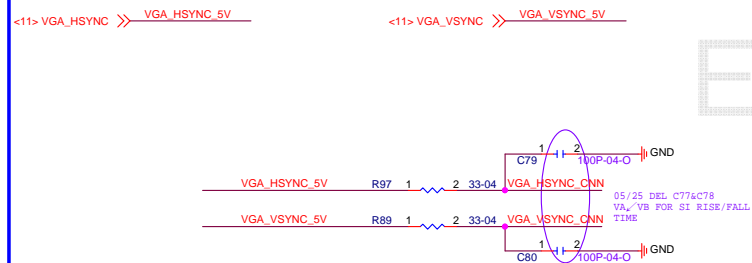 <11> VGA_HSYNC VGA_HSYNC_5V <11> VGA_VSYNC VGA_VSYNC_5V
E
1 2
C79 100P-04-O GND
VGA_HSYNC_5V R97 1 2 33-04 VGA_HSYNC_CNN
05/25 DEL C77&C78
VA/VB FOR SI RISE/FALL
TIME
VGA_VSYNC_5V R89 1 2 33-04 VGA_VSYNC_CNN
1 2 GND
C80 100P-04-O